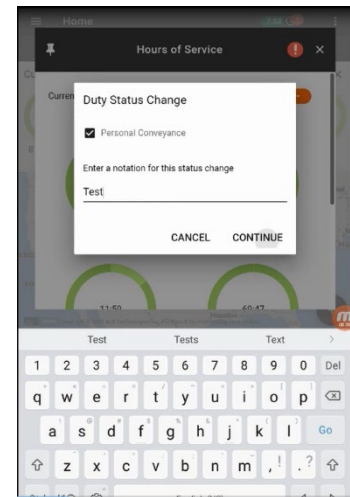 Home
Hours of Service
Curren
Duty Status Change
Personal Conveyance
Enter a notation for this status change
Test
CANCEL
CONTINUE
11:50
60:47
Test
Tests
Text
1 2 3 4 5 6 7 8 9 0 Del
q w e r t y u i o p
a s d f g h j k l Go
z x c v b n m , ! . ?